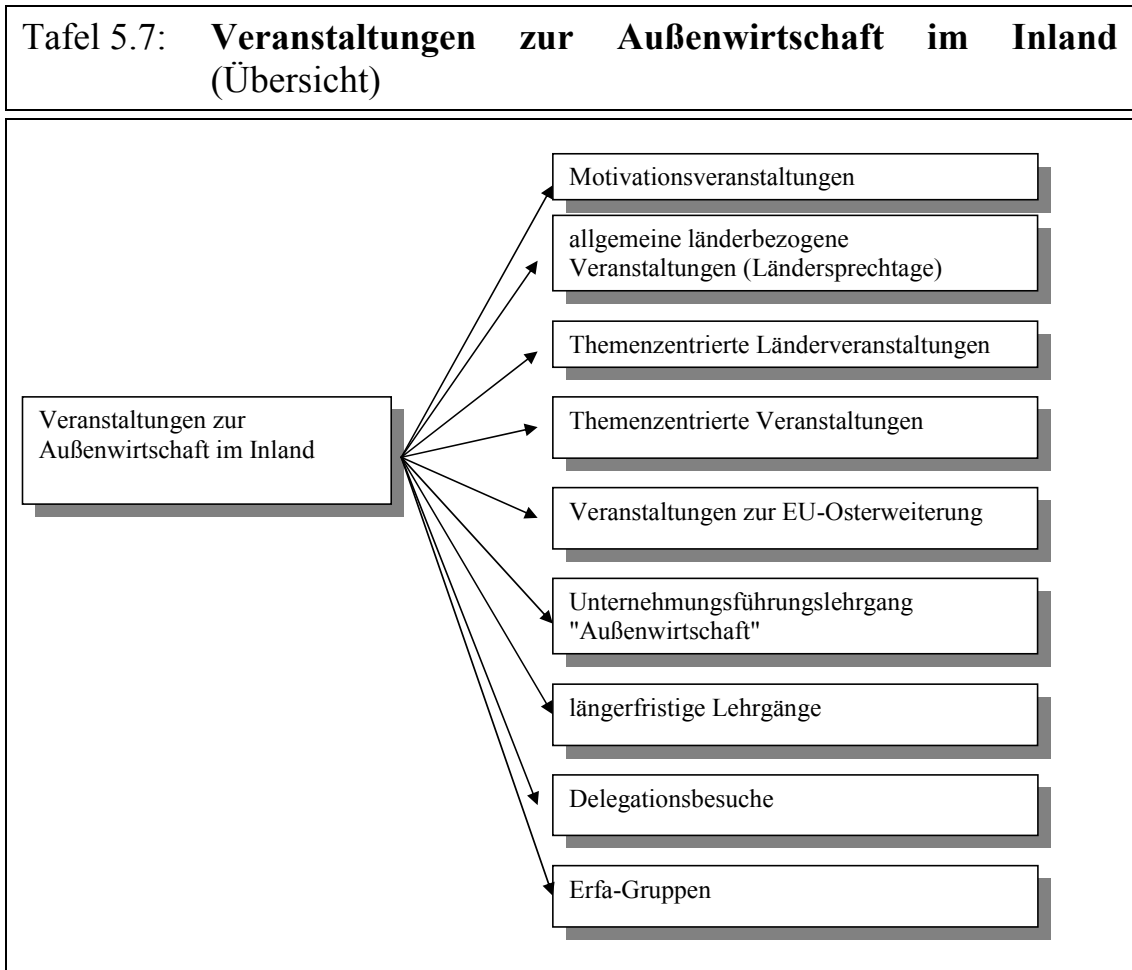 Tafel 5.7: Veranstaltungen zur Außenwirtschaft im Inland
(Übersicht)
Motivationsveranstaltungen
allgemeine länderbezogene
Veranstaltungen (Ländersprechtage)
Themenzentrierte Länderveranstaltungen
Veranstaltungen zur
Außenwirtschaft im Inland
Themenzentrierte Veranstaltungen
Veranstaltungen zur EU-Osterweiterung
Unternehmungsführungslehrgang
"Außenwirtschaft"
längerfristige Lehrgänge
Delegationsbesuche
Erfa-Gruppen